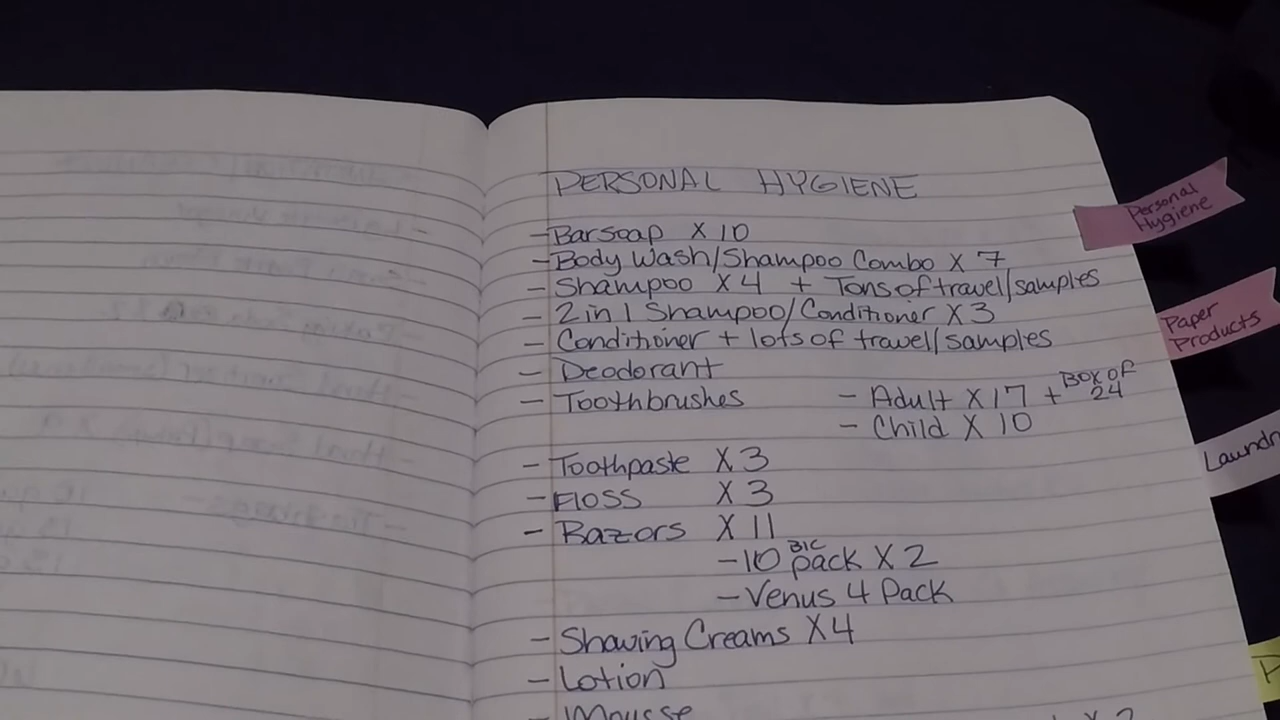 PERSONAL HYGIENE
- Barsoap X 10
- Body Wash/Shampoo Combo X 7
- Shampoo X 4 + Tons of travel/samples
- 2 in 1 Shampoo/Conditioner X 3
- Conditioner + lots of travel/samples
- Deodorant
- Toothbrushes - Adult X 17 + BOX OF 24
- Child X 10
- Toothpaste X 3
- Floss X 3
- Razors X 11
- 10 BIC pack X 2
- Venus 4 Pack
- Shaving Creams X 4
- Lotion
- Mousse
Personal
Hygiene
Paper
Products
Laundr